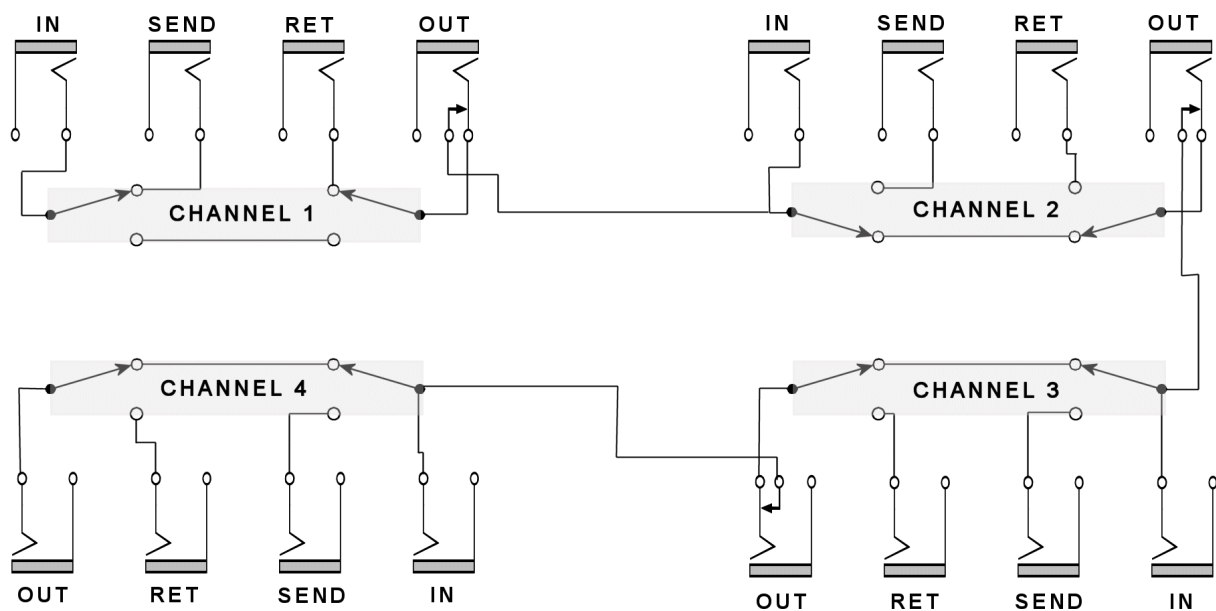 IN SEND RET OUT IN SEND RET OUT
CHANNEL 1 CHANNEL 2
CHANNEL 4 CHANNEL 3
OUT RET SEND IN OUT RET SEND IN